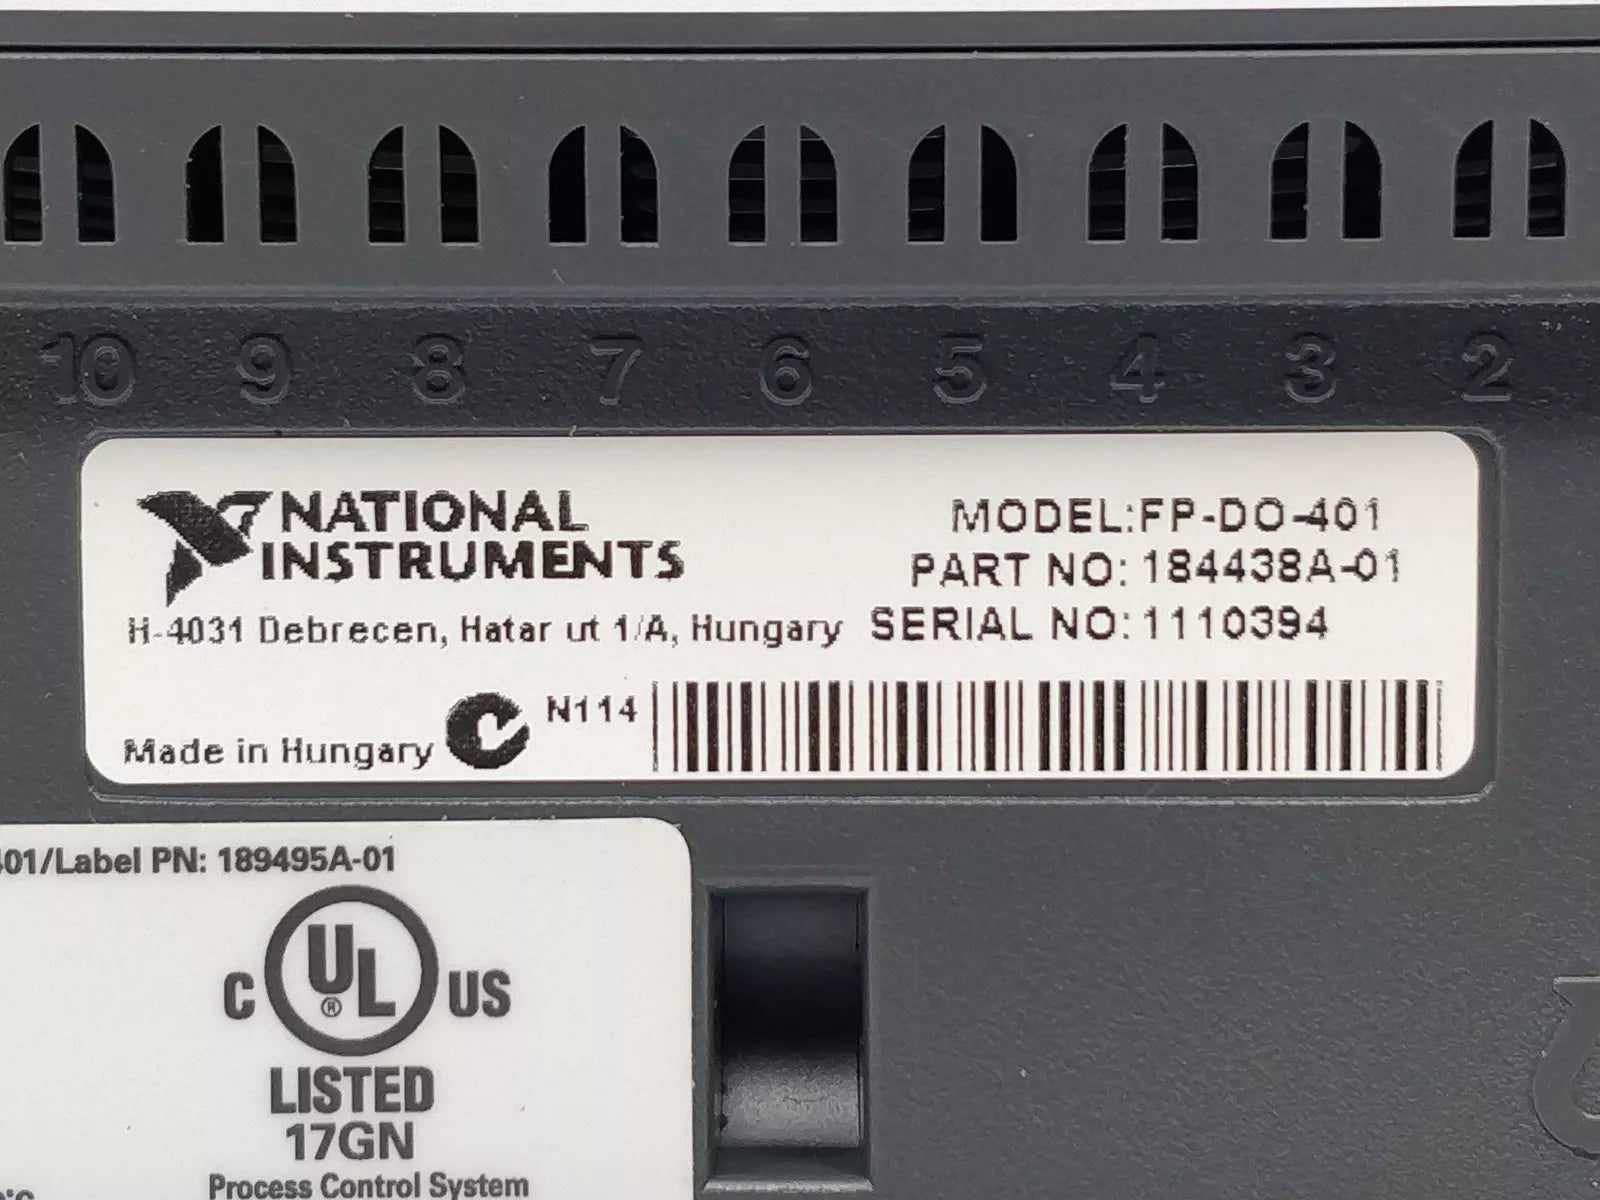 10 9 8 7 6 5 4 3 2
NATIONAL
INSTRUMENTS
H-4031 Debrecen, Hatar ut 1/A, Hungary
MODEL:FP-DO-401
PART NO: 184438A-01
SERIAL NO: 1110394
Made in Hungary
N114
401/Label PN: 189495A-01
C UL® US
LISTED
17GN
Process Control System